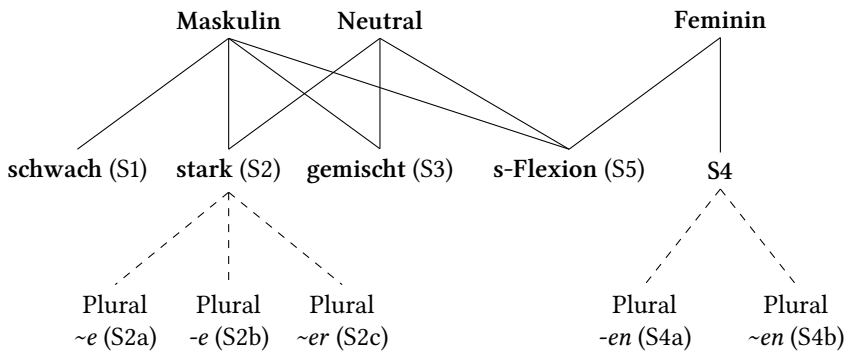 Maskulin Neutral Feminin
schwach (S1) stark (S2) gemischt (S3) s-Flexion (S5) S4
Plural Plural Plural Plural Plural
~e (S2a) -e (S2b) ~er (S2c) -en (S4a) ~en (S4b)